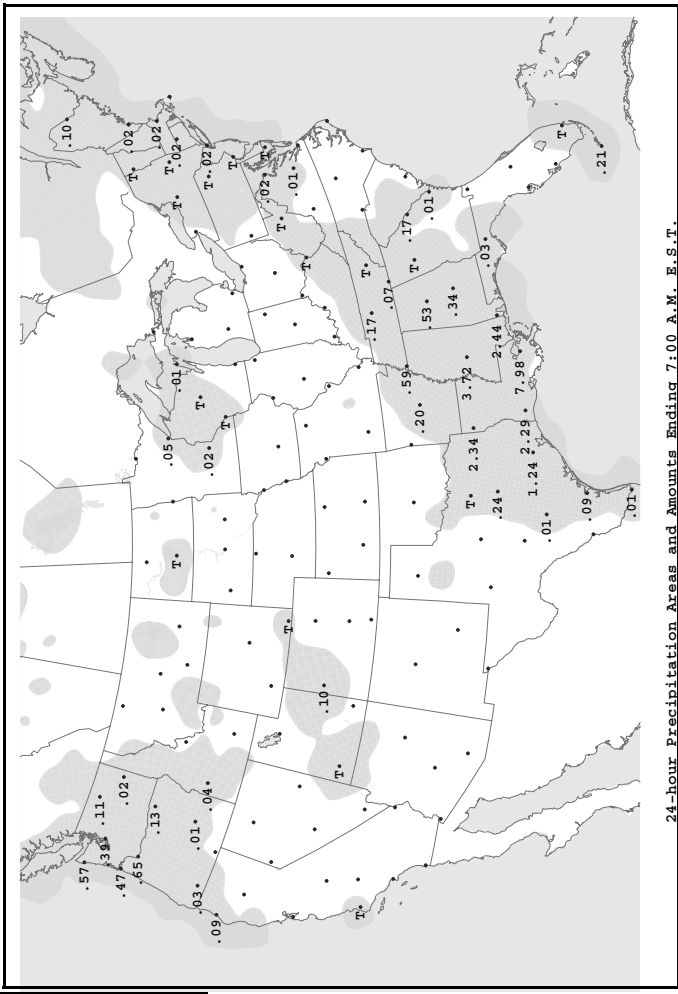 .57
.39
.47
.65
.11
.02
.13
.01
.04
.03
.09
T
T
.10
T
T
.05
.02
.01
T
T
T
.24
2.34
1.24
2.29
.01
.09
.01
.20
.59
3.72
7.98
2.44
.17
.07
.53
.34
T
T
.17
.01
.03
T
.21
T
T
.02
.01
T
T
T
.02
T
.02
T
T
.02
.02
.10
24-hour Precipitation Areas and Amounts Ending 7:00 A.M. E.S.T.